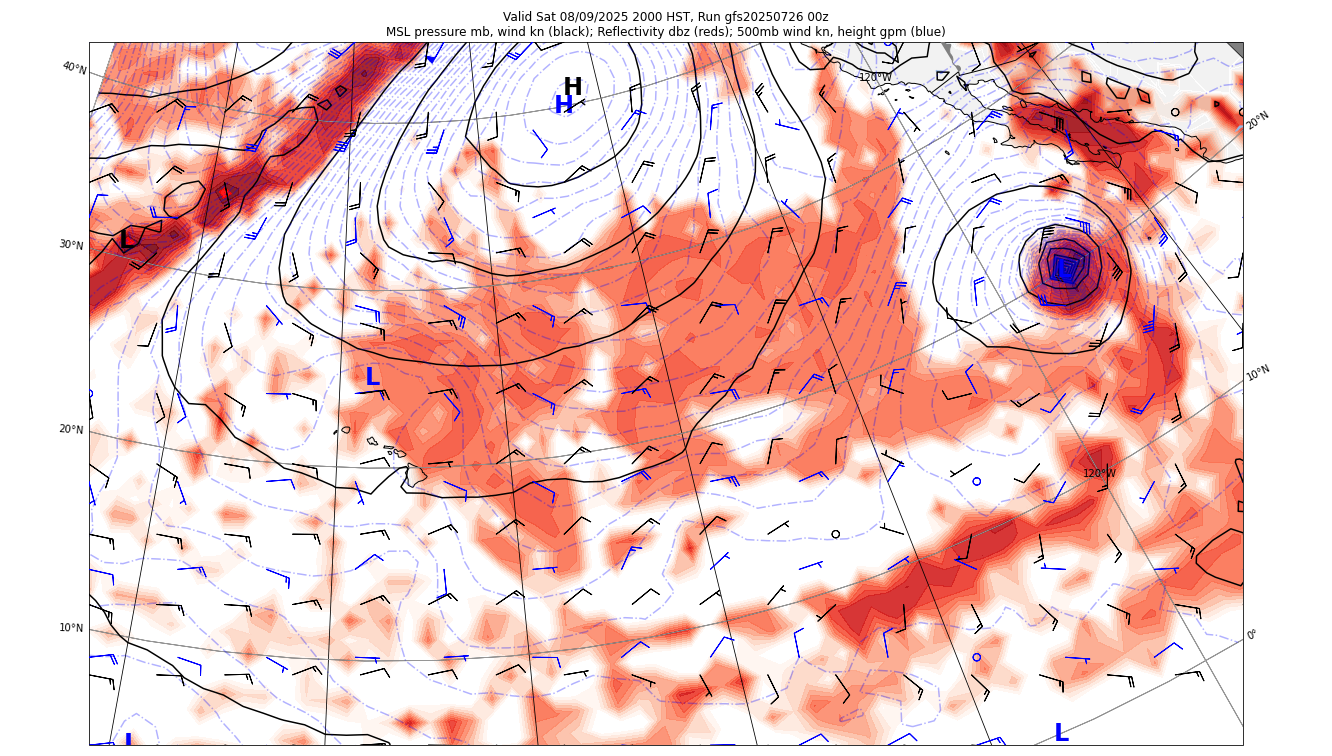 Valid Sat 08/09/2025 2000 HST, Run gfs20250726 00z
MSL pressure mb, wind kn (black); Reflectivity dbz (reds); 500mb wind kn, height gpm (blue)
40°N
H
H
120°W
20°N
30°N
L
L
L
10°N
20°N
120°W
10°N
0°
L
L